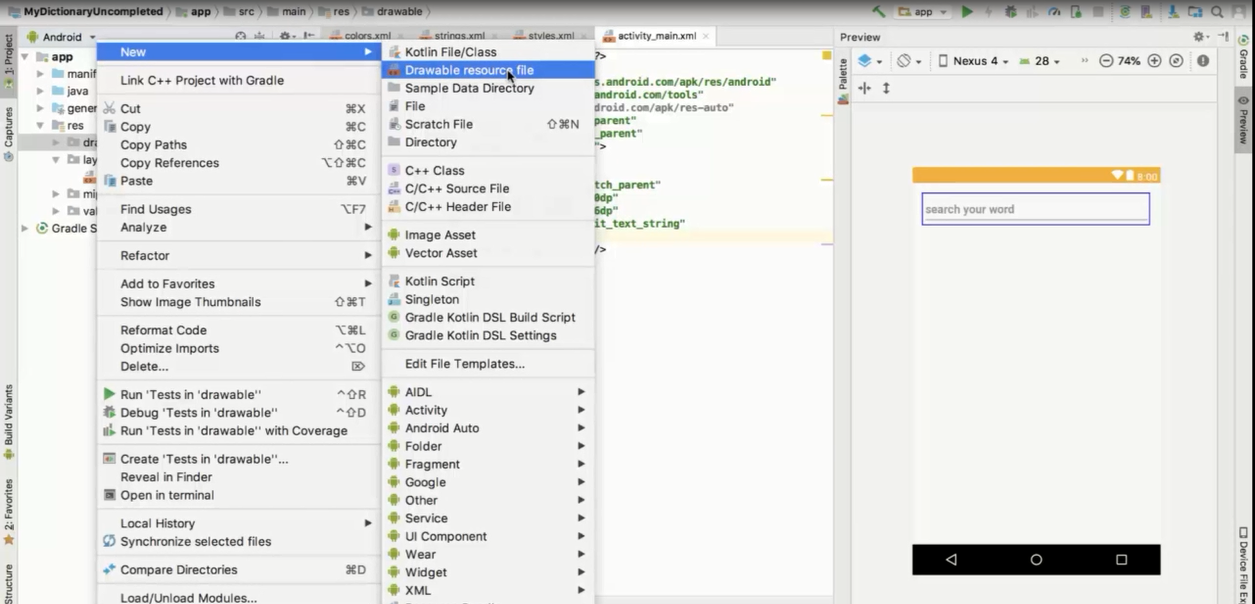 MyDictionaryUncompleted app src main res drawable
app
Android
colors.xml strings.xml styles.xml activity_main.xml
Preview
1: Project
Captures
Build Variants
2: Favorites
Structure
app
manif
java
gener
res
dra
lay
mi
val
Gradle S
New
Link C++ Project with Gradle
Cut ⌘X
Copy ⌘C
Copy Paths ⇧⌘C
Copy References ⌥⇧⌘C
Paste ⌘V
Find Usages ⌥F7
Analyze
Refactor
Add to Favorites
Show Image Thumbnails ⇧⌘T
Reformat Code ⌥⌘L
Optimize Imports ^⌥O
Delete... ⌦
Run 'Tests in 'drawable'' ^⇧R
Debug 'Tests in 'drawable'' ^⇧D
Run 'Tests in 'drawable'' with Coverage
Create 'Tests in 'drawable''...
Reveal in Finder
Open in terminal
Local History
Synchronize selected files
Compare Directories ⌘D
Load/Unload Modules...
Kotlin File/Class
Drawable resource file
Sample Data Directory
File
Scratch File ⇧⌘N
Directory
C++ Class
C/C++ Source File
C/C++ Header File
Image Asset
Vector Asset
Kotlin Script
Singleton
Gradle Kotlin DSL Build Script
Gradle Kotlin DSL Settings
Edit File Templates...
AIDL
Activity
Android Auto
Folder
Fragment
Google
Other
Service
UI Component
Wear
Widget
XML
?>
s.android.com/apk/res/android"
android.com/tools"
droid.com/apk/res-auto"
parent"
_parent"
">
tch_parent"
0dp"
6dp"
it_text_string"
/>
Palette
Nexus 4 28 74%
8:00
search your word
Gradle
Preview
Device File Ex